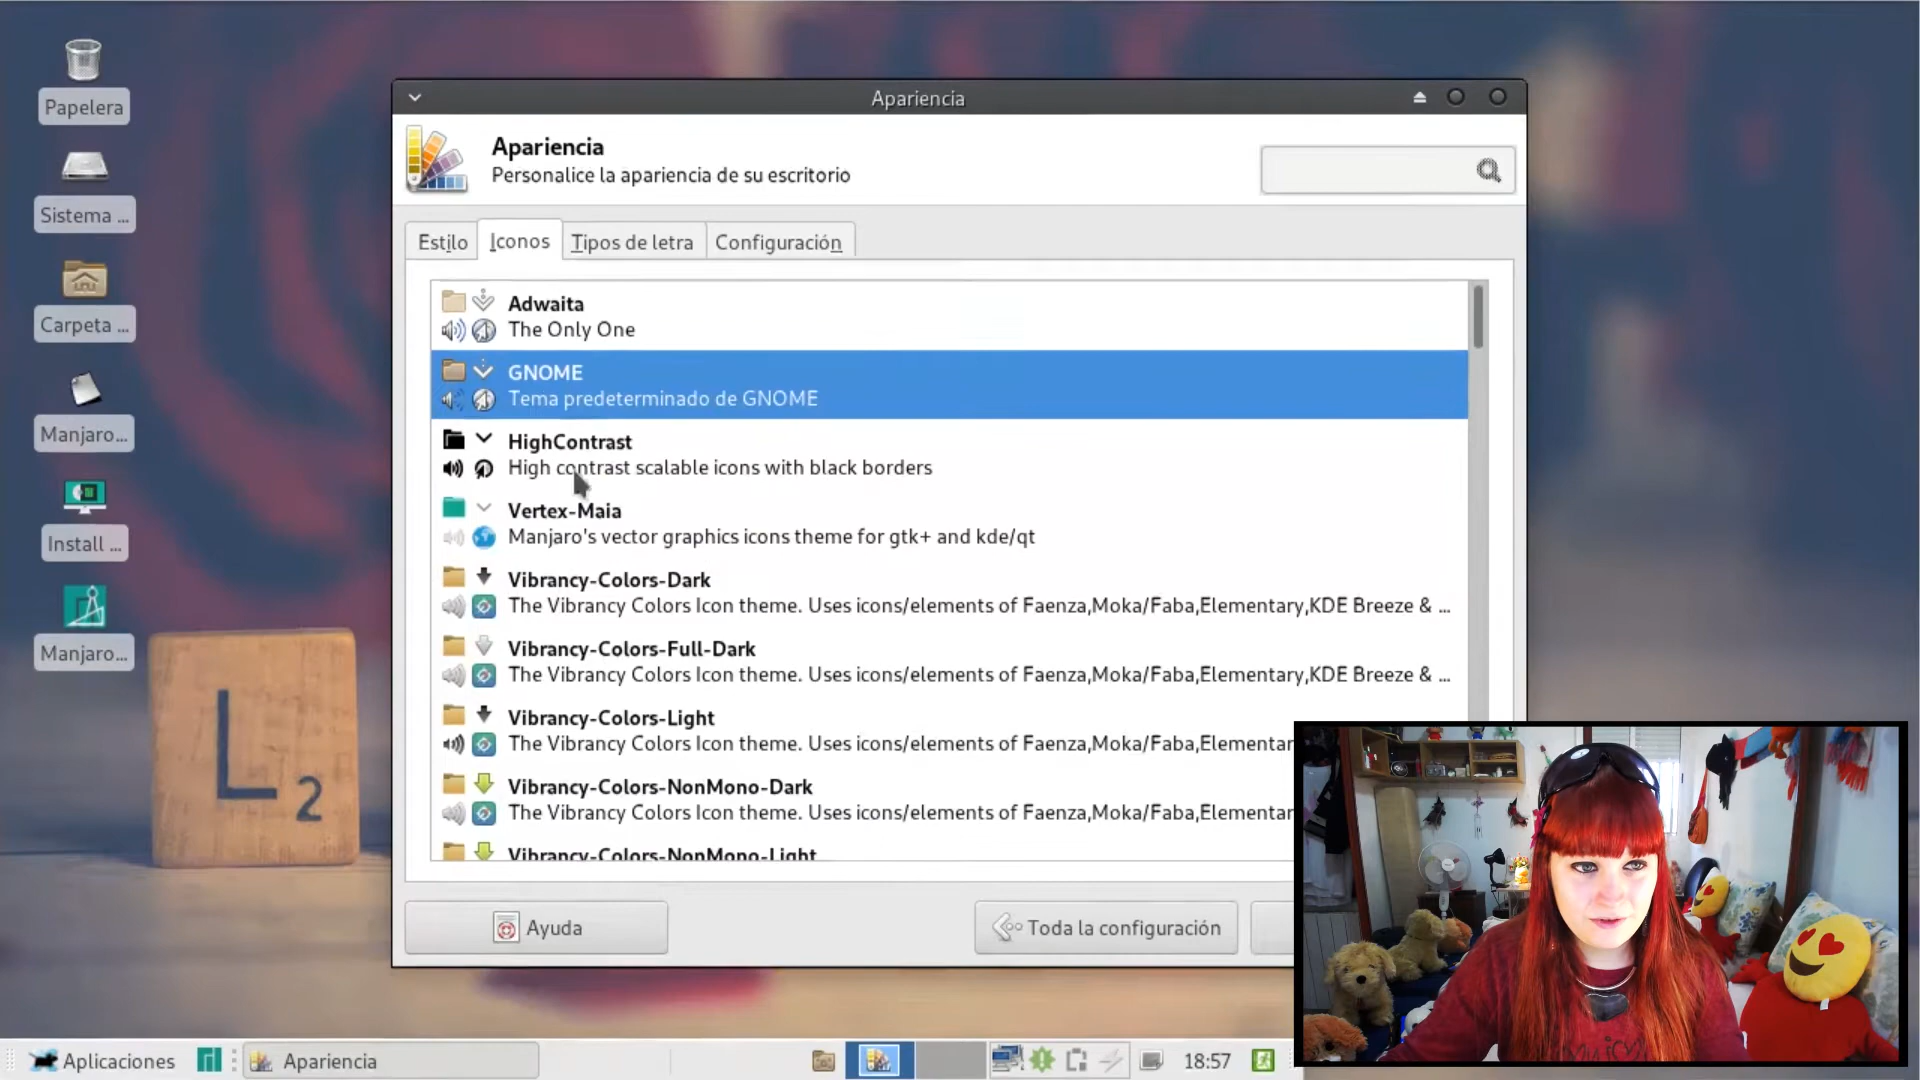 Papelera
Sistema ...
Carpeta ...
Manjaro...
Install ...
Manjaro...
L
2
Apariencia
Apariencia
Personalice la apariencia de su escritorio
Estilo
Iconos
Tipos de letra
Configuración
Adwaita
The Only One
GNOME
Tema predeterminado de GNOME
HighContrast
High contrast scalable icons with black borders
Vertex-Maia
Manjaro's vector graphics icons theme for gtk+ and kde/qt
Vibrancy-Colors-Dark
The Vibrancy Colors Icon theme. Uses icons/elements of Faenza,Moka/Faba,Elementary,KDE Breeze & ...
Vibrancy-Colors-Full-Dark
The Vibrancy Colors Icon theme. Uses icons/elements of Faenza,Moka/Faba,Elementary,KDE Breeze & ...
Vibrancy-Colors-Light
The Vibrancy Colors Icon theme. Uses icons/elements of Faenza,Moka/Faba,Elementar
Vibrancy-Colors-NonMono-Dark
The Vibrancy Colors Icon theme. Uses icons/elements of Faenza,Moka/Faba,Elementar
Vibrancy-Colors-NonMono-Light
Ayuda
Toda la configuración
Aplicaciones
Apariencia
18:57